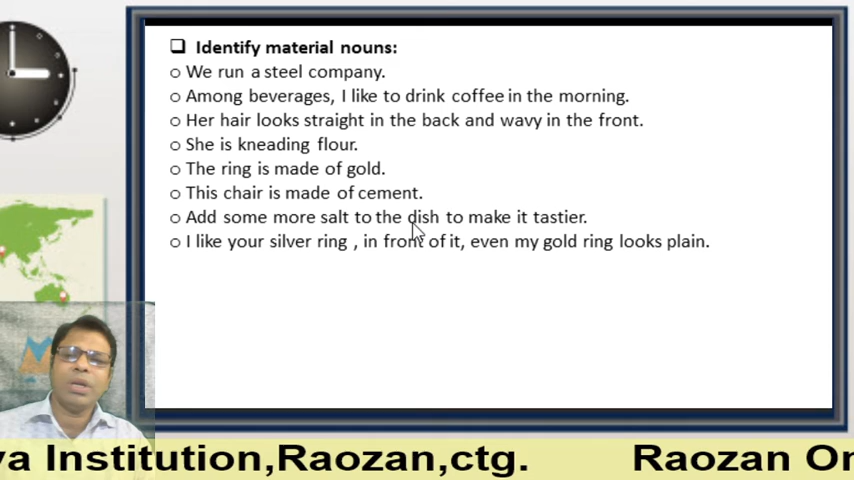 ❑ Identify material nouns:
o We run a steel company.
o Among beverages, I like to drink coffee in the morning.
o Her hair looks straight in the back and wavy in the front.
o She is kneading flour.
o The ring is made of gold.
o This chair is made of cement.
o Add some more salt to the dish to make it tastier.
o I like your silver ring , in front of it, even my gold ring looks plain.
ya Institution,Raozan,ctg. Raozan On